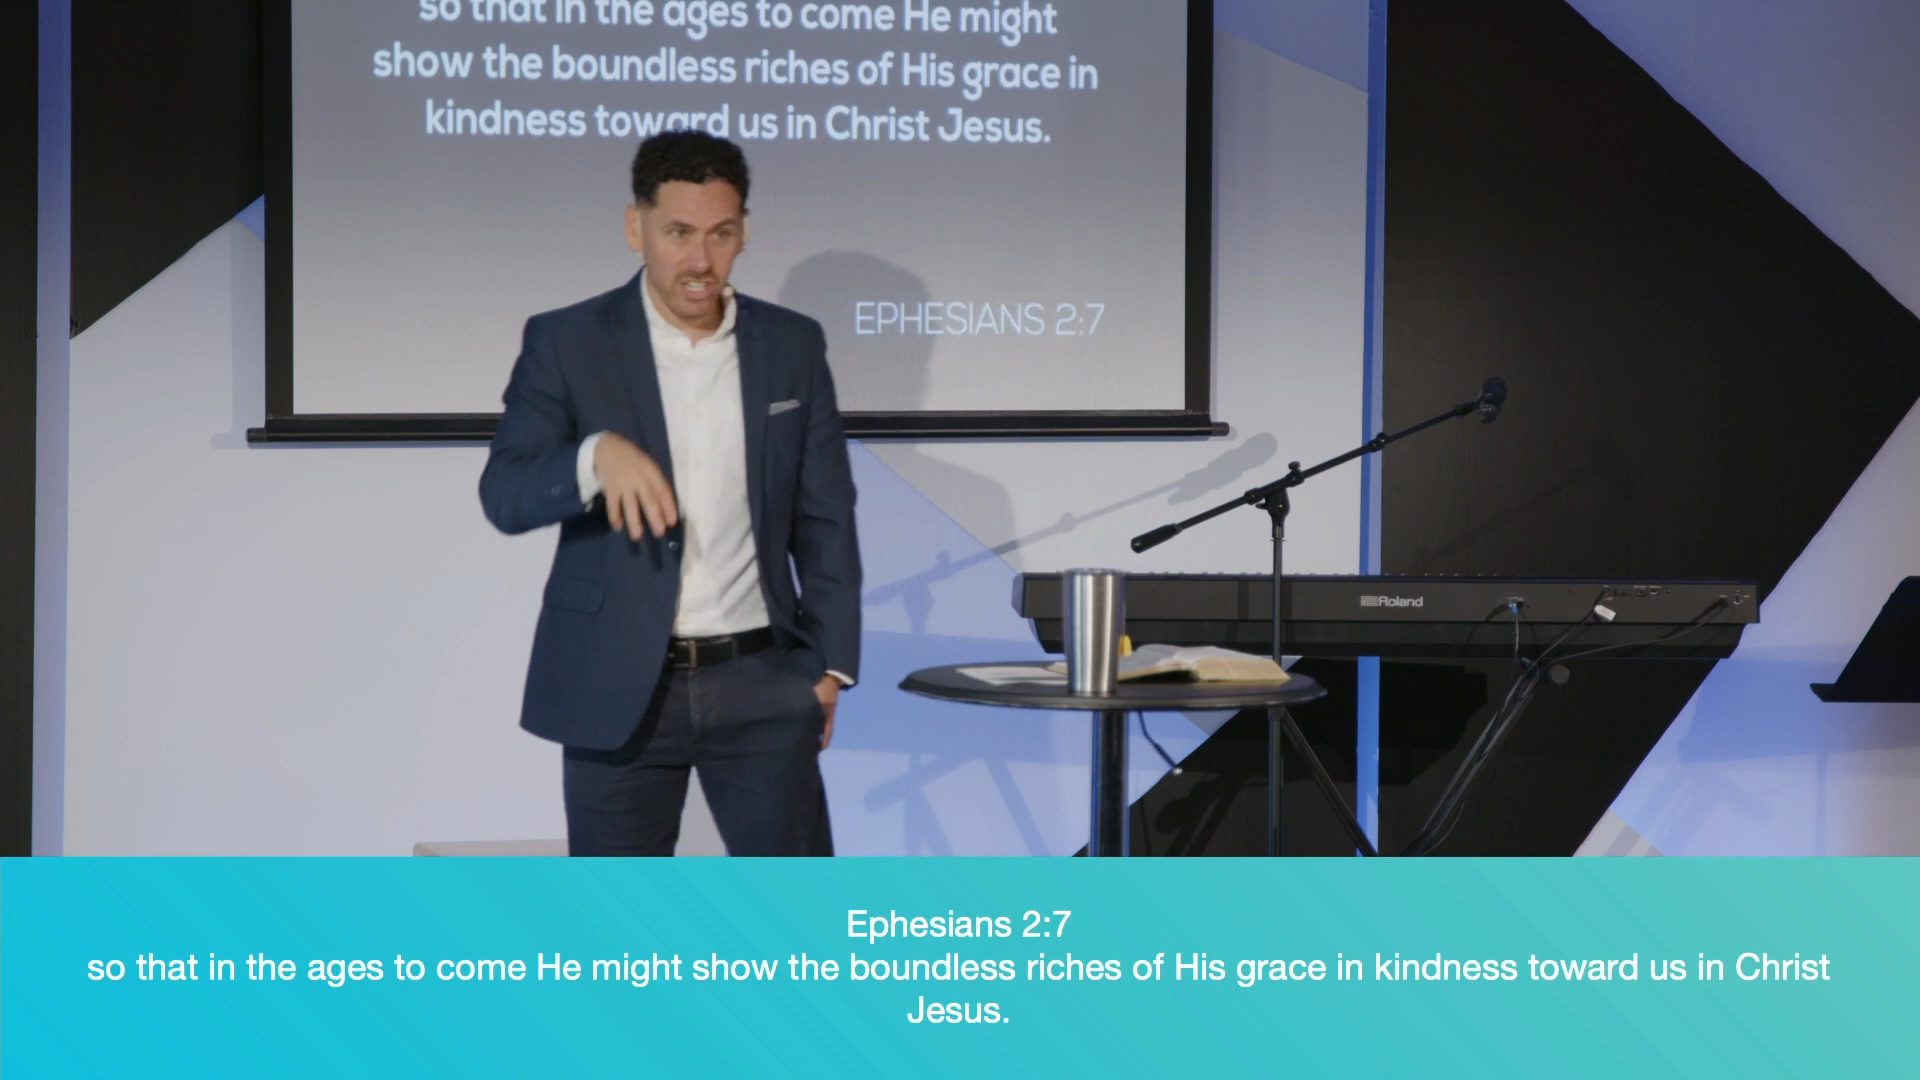 so that in the ages to come He might
show the boundless riches of His grace in
kindness toward us in Christ Jesus.
EPHESIANS 2:7
Roland
Ephesians 2:7
so that in the ages to come He might show the boundless riches of His grace in kindness toward us in Christ
Jesus.